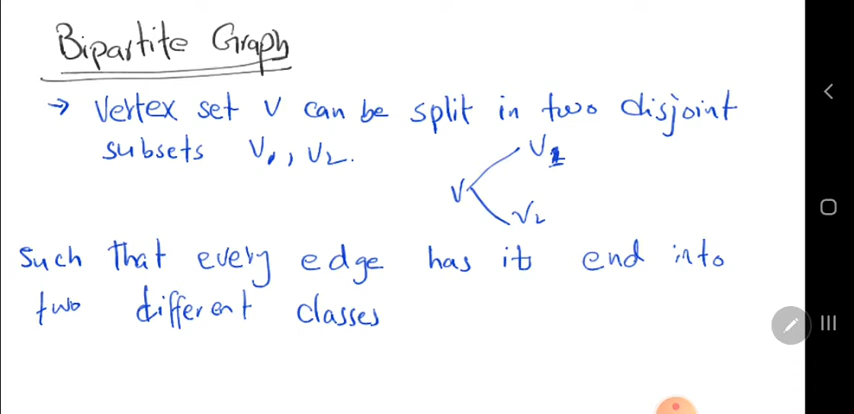 Bipartite Graph
→ Vertex set V can be split in two disjoint
subsets V1, V2.
V1
V
V2
Such that every edge has it end into
two different classes